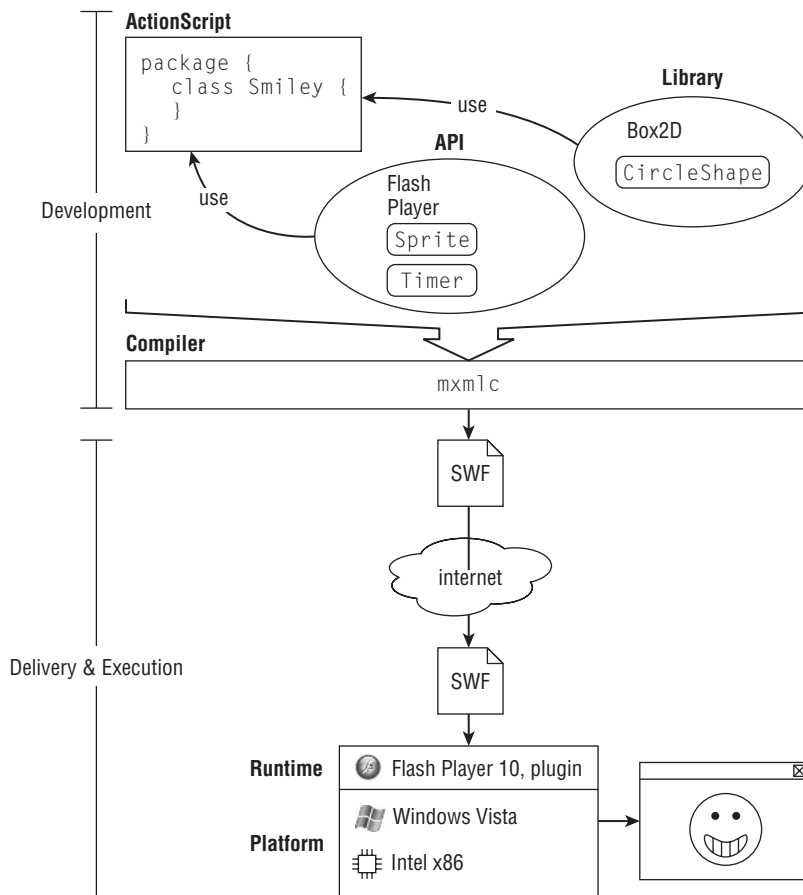 ActionScript
package {
class Smiley {
}
}
use
Library
Box2D
CircleShape
API
use
Flash
Player
Sprite
Timer
Development
Compiler
mxmlc
SWF
internet
Delivery & Execution
SWF
Runtime
Flash Player 10, plugin
Platform
Windows Vista
Intel x86